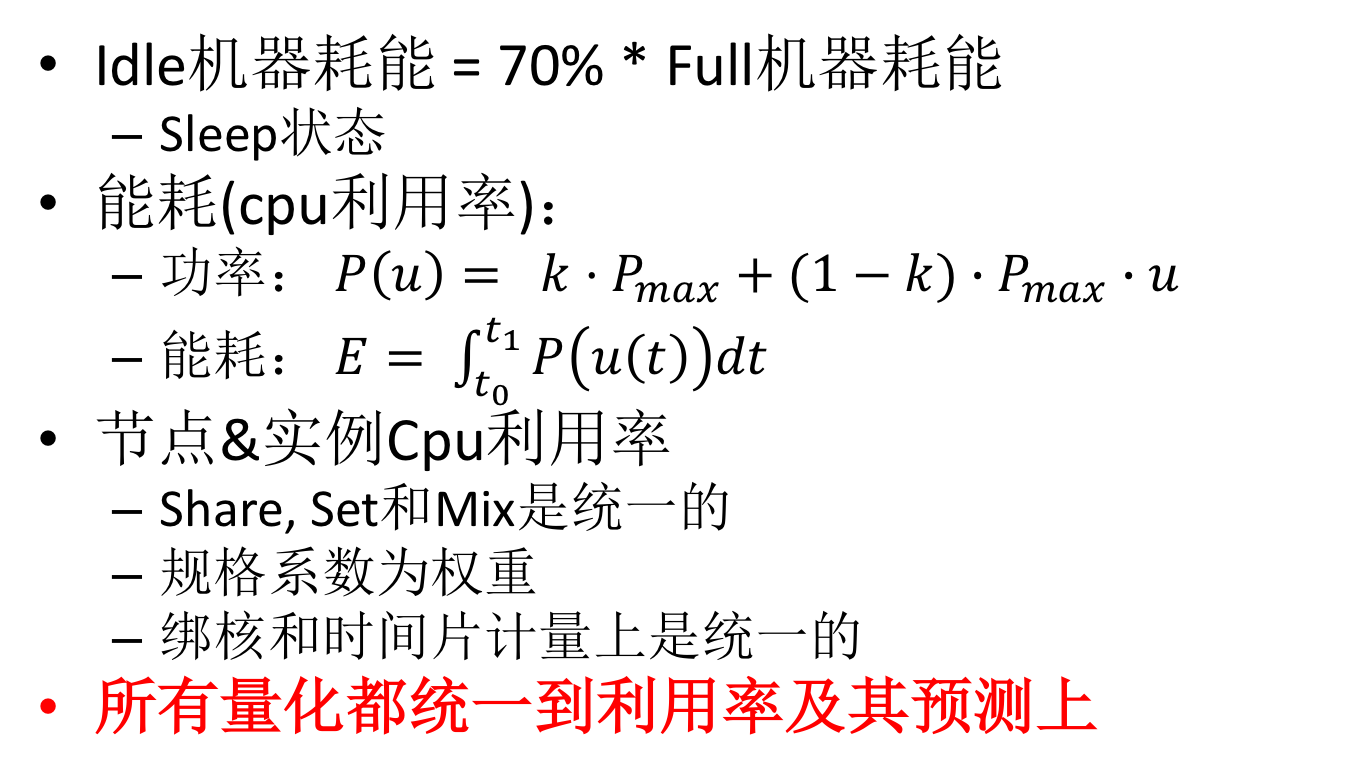 • Idle机器耗能 = 70% * Full机器耗能
– Sleep状态
• 能耗(cpu利用率)：
– 功率： P(u) = k · P_max + (1 − k) · P_max · u
– 能耗： E = ∫_{t_0}^{t_1} P(u(t))dt
• 节点&实例Cpu利用率
– Share, Set和Mix是统一的
– 规格系数为权重
– 绑核和时间片计量上是统一的
• 所有量化都统一到利用率及其预测上